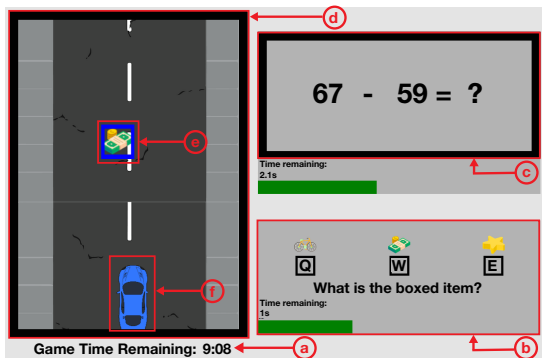 d
67 - 59 = ?
e
Time remaining:
2.1s
c
Q W E
f
What is the boxed item?
Time remaining:
1s
Game Time Remaining: 9:08
a
b